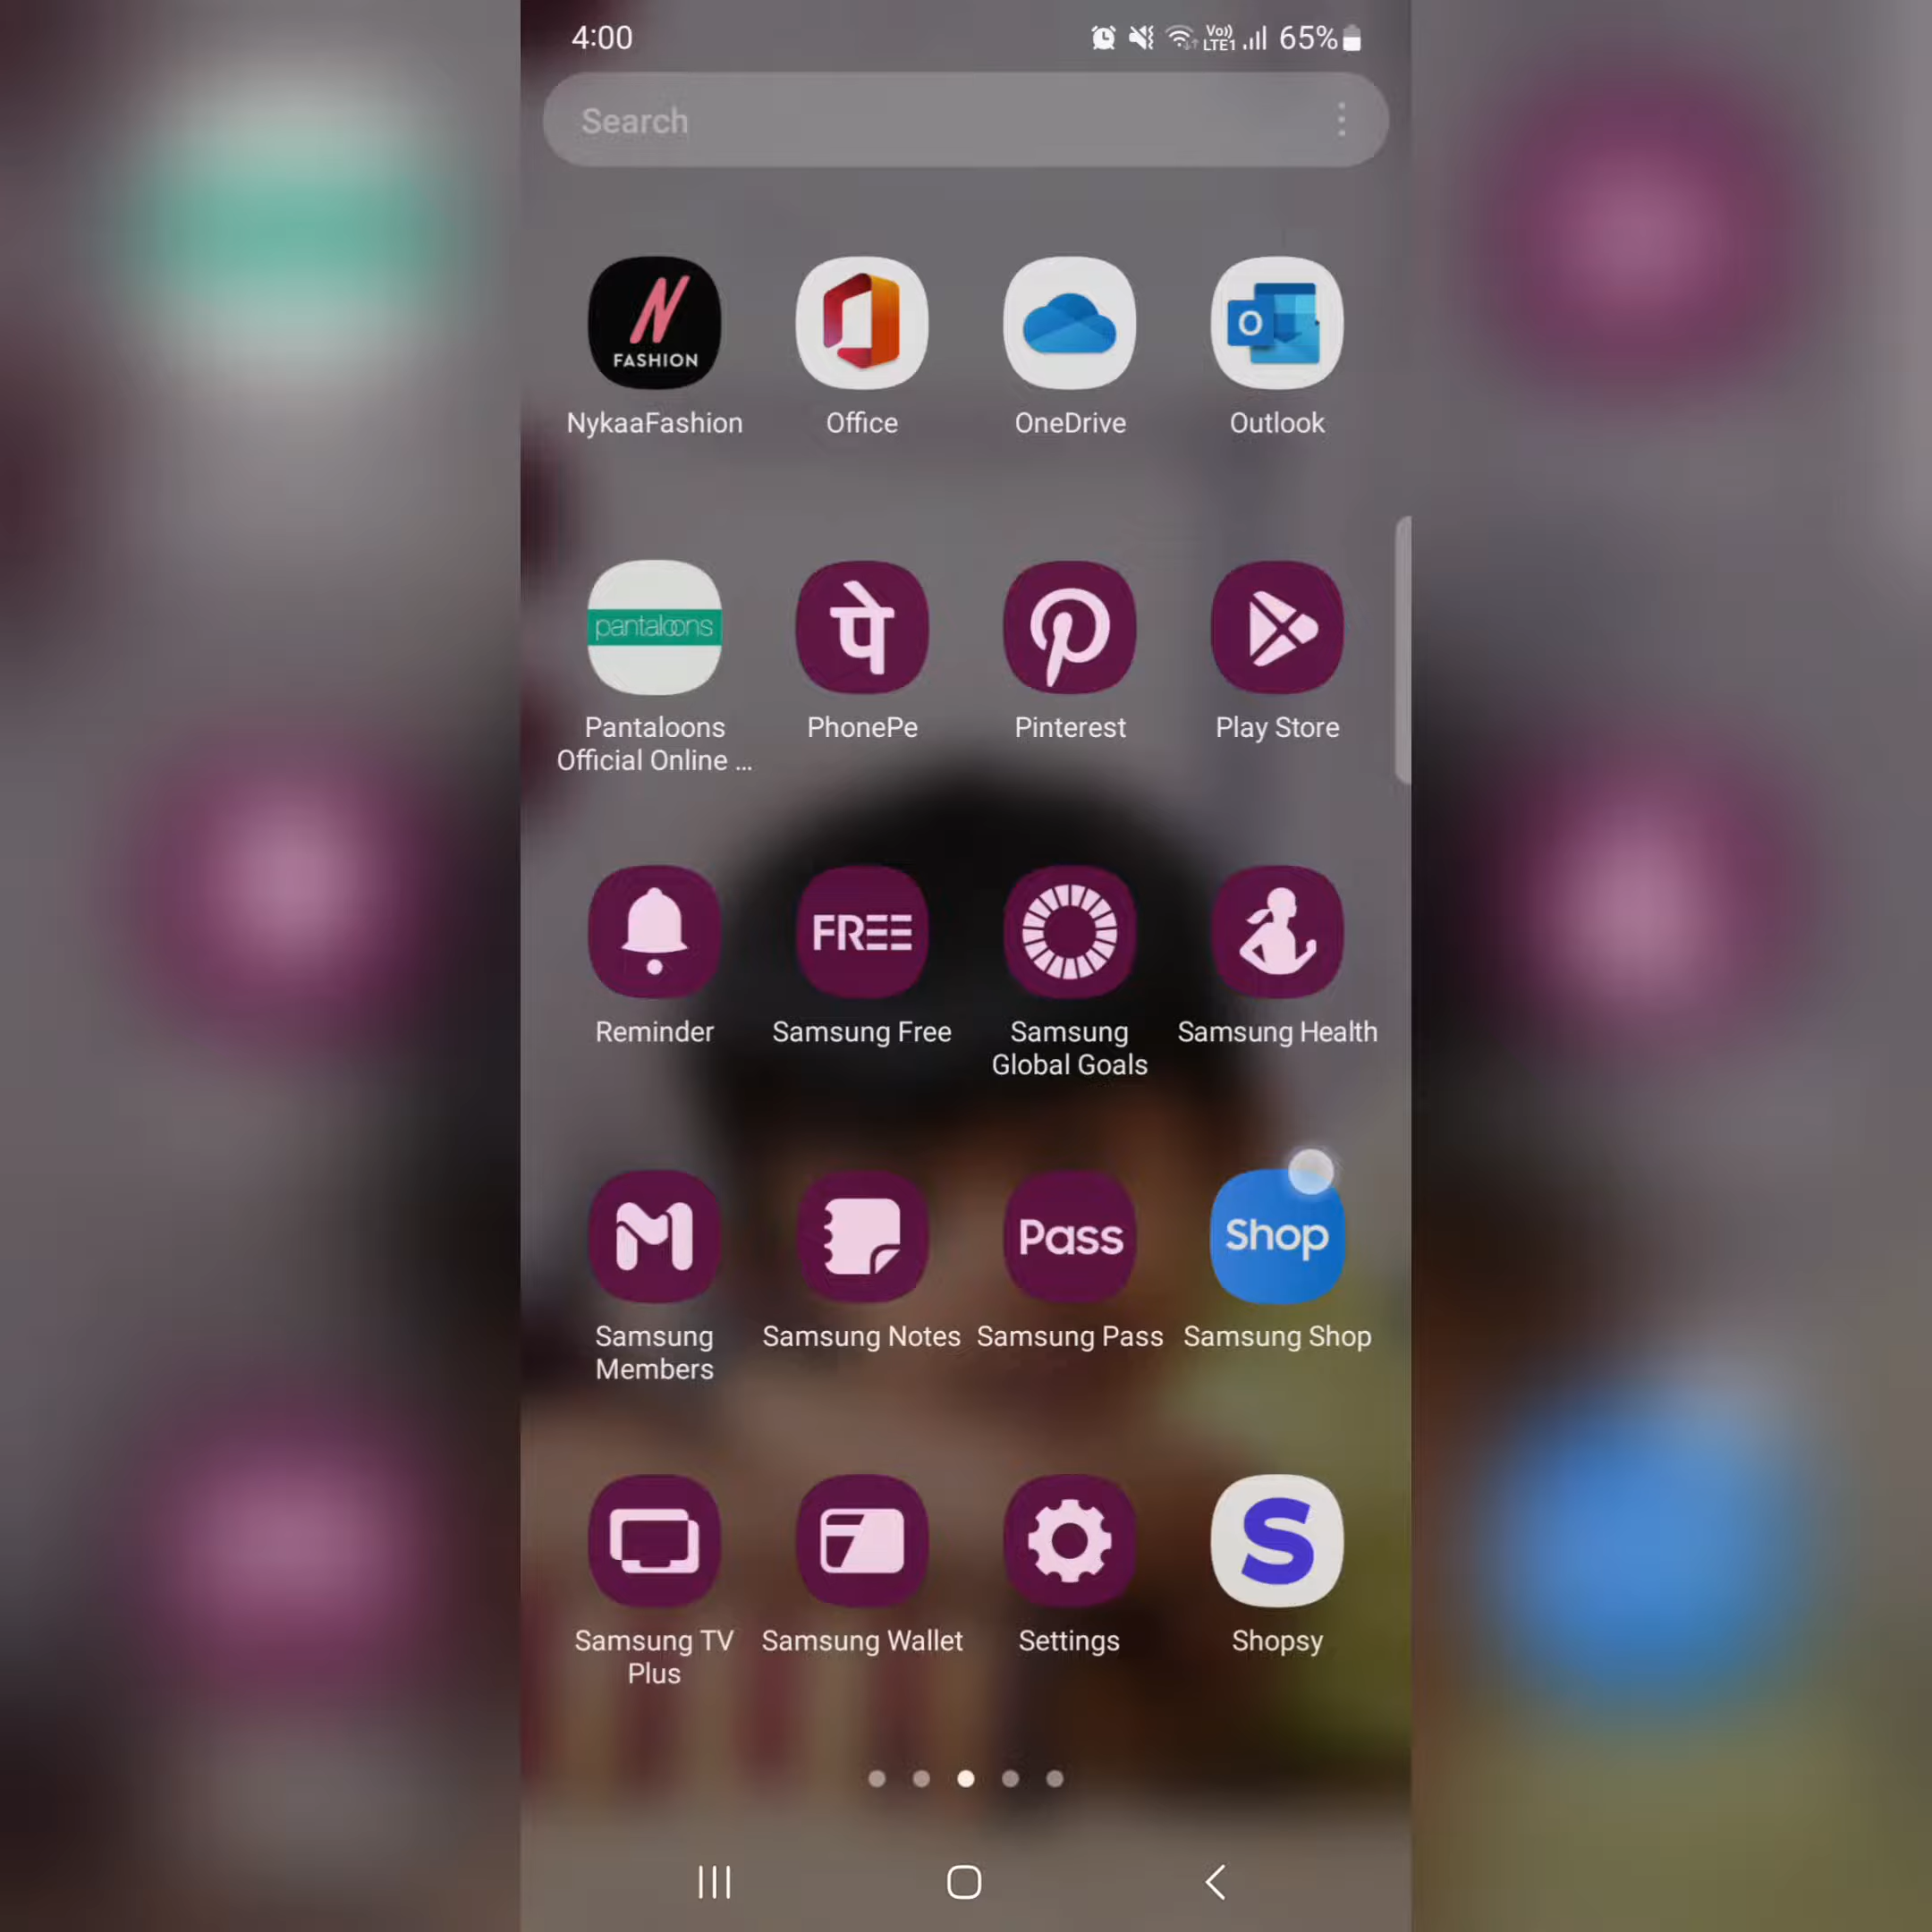 4:00
Vo)) LTE1 65%
Search
N
FASHION
O
NykaaFashion Office OneDrive Outlook
pantaloons
पे
Pantaloons
Official Online ...
PhonePe Pinterest Play Store
FREE
Reminder Samsung Free Samsung
Global Goals
Samsung Health
Pass
Shop
Samsung
Members
Samsung Notes Samsung Pass Samsung Shop
S
Samsung TV
Plus
Samsung Wallet Settings Shopsy